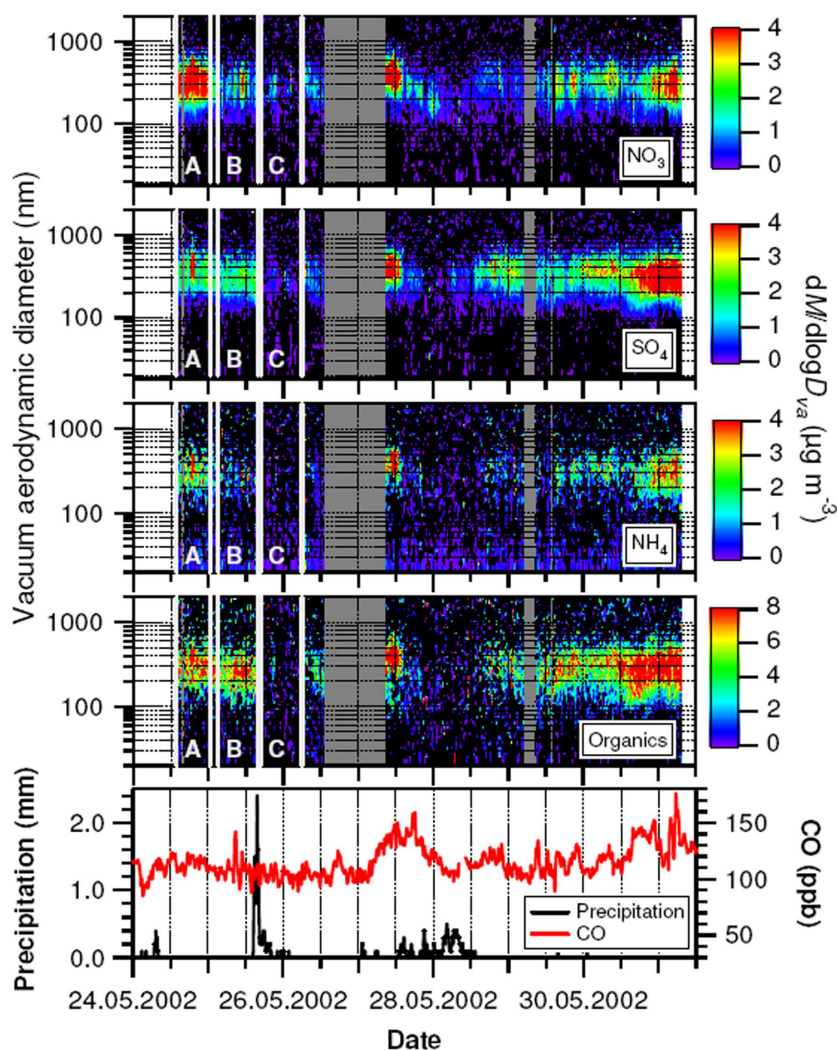 1000
100
A B C
NO3
4
3
2
1
0
1000
100
A B C
SO4
4
3
2
1
0
1000
100
A B C
NH4
4
3
2
1
0
1000
100
A B C
Organics
8
6
4
2
0
Vacuum aerodynamic diameter (nm)
dM/dlogDva (µg m-3)
Precipitation (mm)
2.0
1.0
0.0
150
100
50
CO (ppb)
Precipitation
CO
24.05.2002 26.05.2002 28.05.2002 30.05.2002
Date